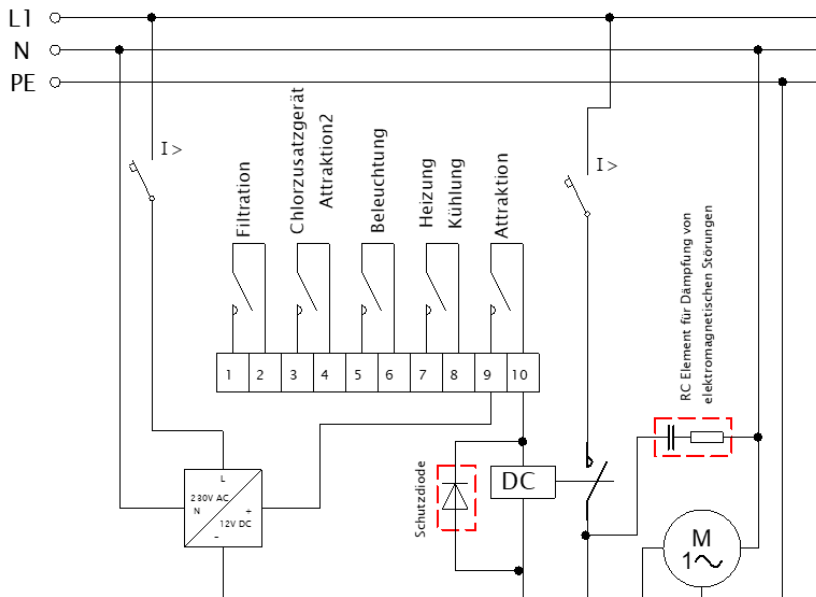 L1
N
PE
I >
I >
Filtration
Chlorzusatzgerät
Attraktion2
Beleuchtung
Heizung
Kühlung
Attraktion
RC Element für Dämpfung von
elektromagnetischen Störungen
1 2 3 4 5 6 7 8 9 10
L
230V AC
N
+
12V DC
-
Schutzdiode
DC
M
1